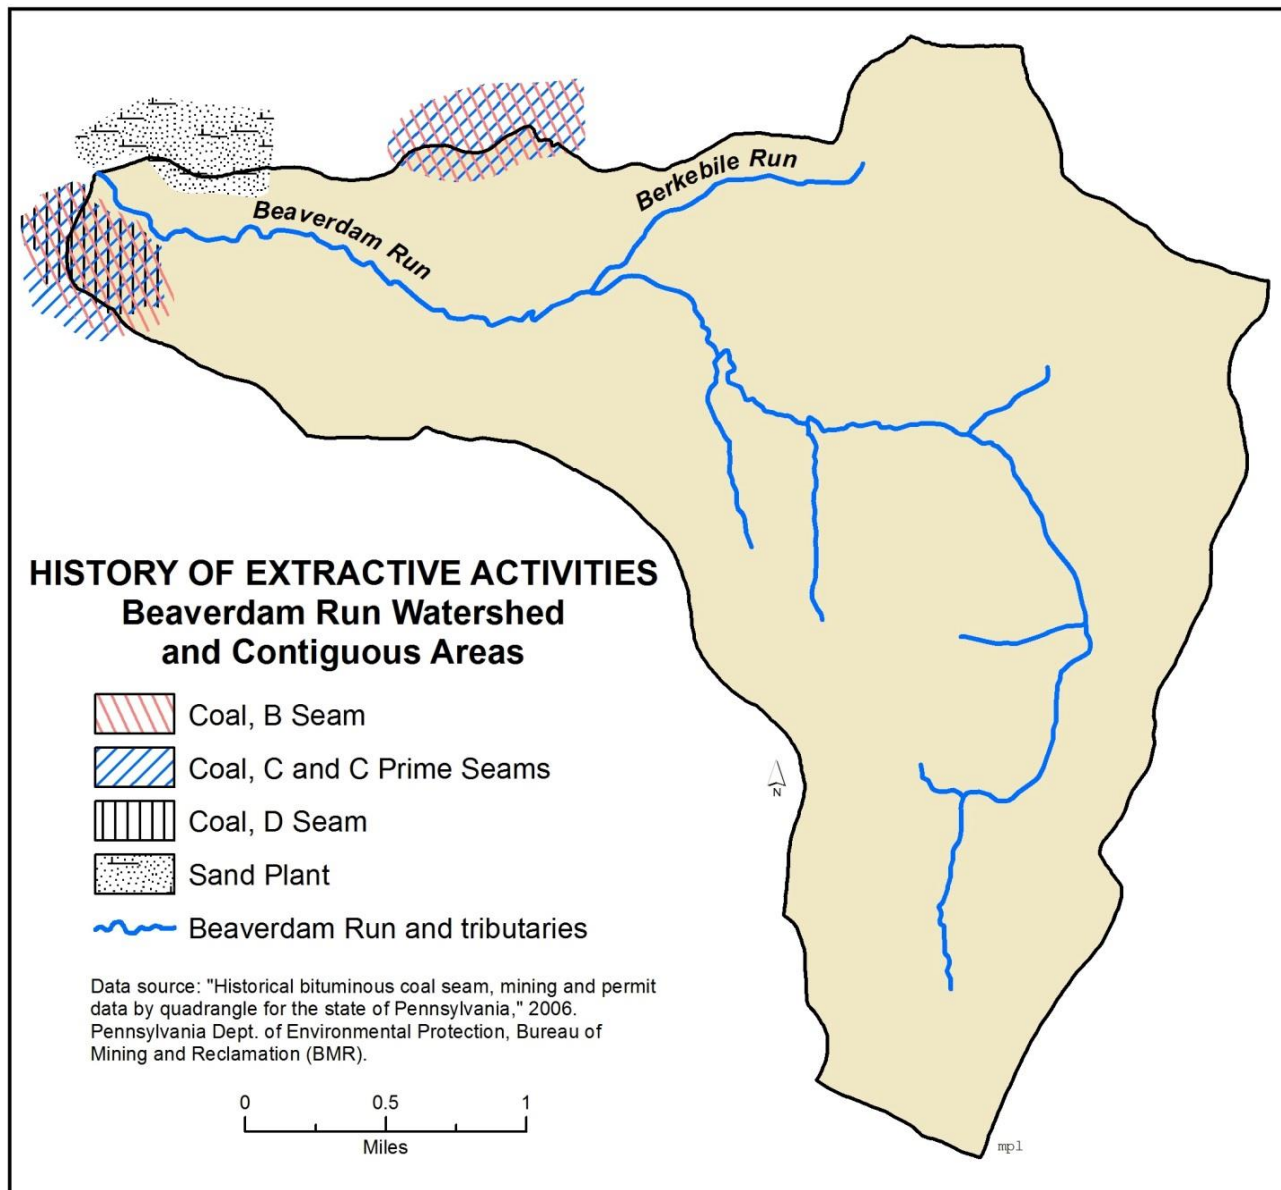 Berkebile Run
Beaverdam Run
HISTORY OF EXTRACTIVE ACTIVITIES
Beaverdam Run Watershed
and Contiguous Areas
Coal, B Seam
Coal, C and C Prime Seams
Coal, D Seam
Sand Plant
Beaverdam Run and tributaries
N
Data source: "Historical bituminous coal seam, mining and permit
data by quadrangle for the state of Pennsylvania," 2006.
Pennsylvania Dept. of Environmental Protection, Bureau of
Mining and Reclamation (BMR).
0 0.5 1
Miles
mpl